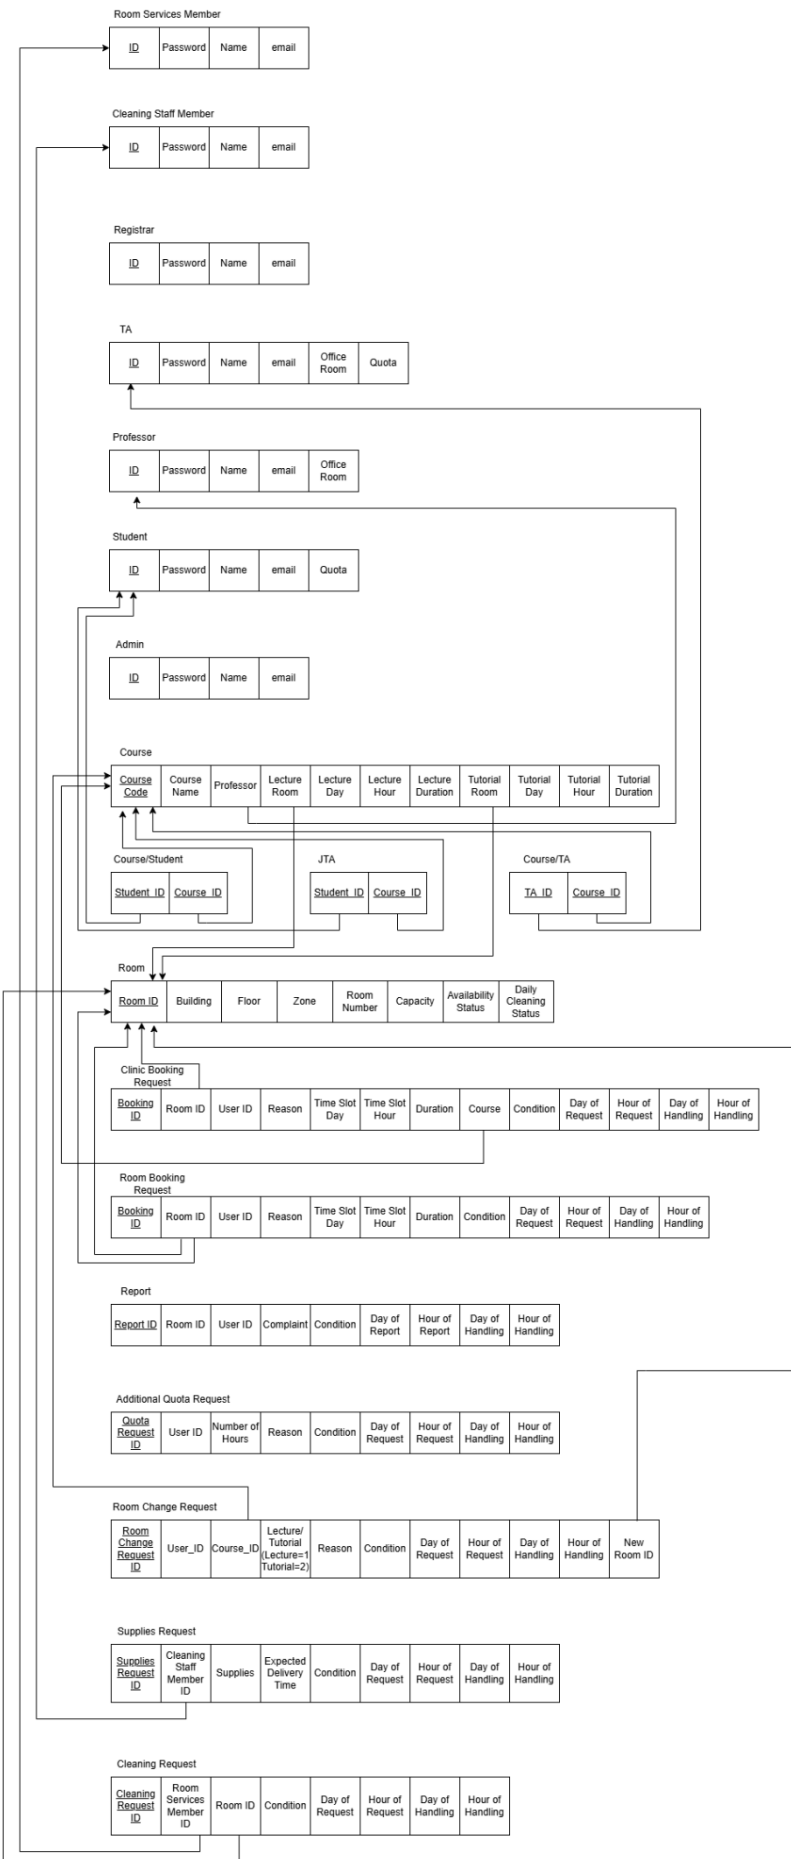 Room Services Member
ID Password Name email
Cleaning Staff Member
ID Password Name email
Registrar
ID Password Name email
TA
ID Password Name email Office Room Quota
Professor
ID Password Name email Office Room
Student
ID Password Name email Quota
Admin
ID Password Name email
Course
Course Code Course Name Professor Lecture Room Lecture Day Lecture Hour Lecture Duration Tutorial Room Tutorial Day Tutorial Hour Tutorial Duration
Course/Student JTA Course/TA
Student_ID Course_ID Student_ID Course_ID TA_ID Course_ID
Room
Room ID Building Floor Zone Room Number Capacity Availability Status Daily Cleaning Status
Clinic Booking Request
Booking ID Room ID User ID Reason Time Slot Day Time Slot Hour Duration Course Condition Day of Request Hour of Request Day of Handling Hour of Handling
Room Booking Request
Booking ID Room ID User ID Reason Time Slot Day Time Slot Hour Duration Condition Day of Request Hour of Request Day of Handling Hour of Handling
Report
Report ID Room ID User ID Complaint Condition Day of Report Hour of Report Day of Handling Hour of Handling
Additional Quota Request
Quota Request ID User ID Number of Hours Reason Condition Day of Request Hour of Request Day of Handling Hour of Handling
Room Change Request
Room Change Request ID User_ID Course_ID Lecture/ Tutorial (Lecture=1 Tutorial=2) Reason Condition Day of Request Hour of Request Day of Handling Hour of Handling New Room ID
Supplies Request
Supplies Request ID Cleaning Staff Member ID Supplies Expected Delivery Time Condition Day of Request Hour of Request Day of Handling Hour of Handling
Cleaning Request
Cleaning Request ID Room Services Member ID Room ID Condition Day of Request Hour of Request Day of Handling Hour of Handling